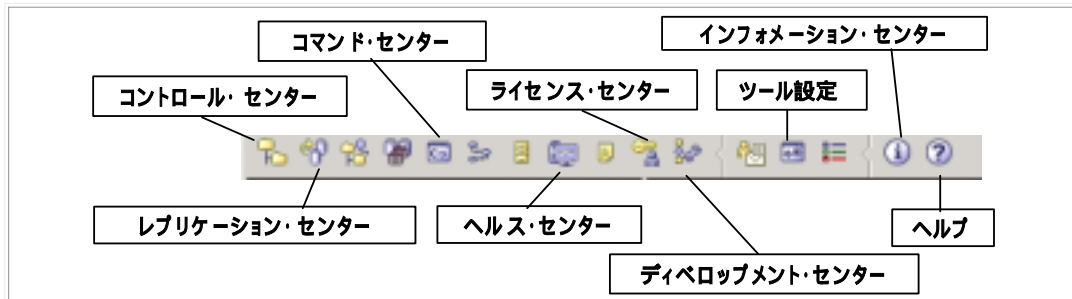 コマンド・センター
インフォメーション・センター
コントロール・ センター
ライセンス・センター
ツール設定
レプリケーション・センター
ヘルス・センター
ヘルプ
ディベロップメント・センター